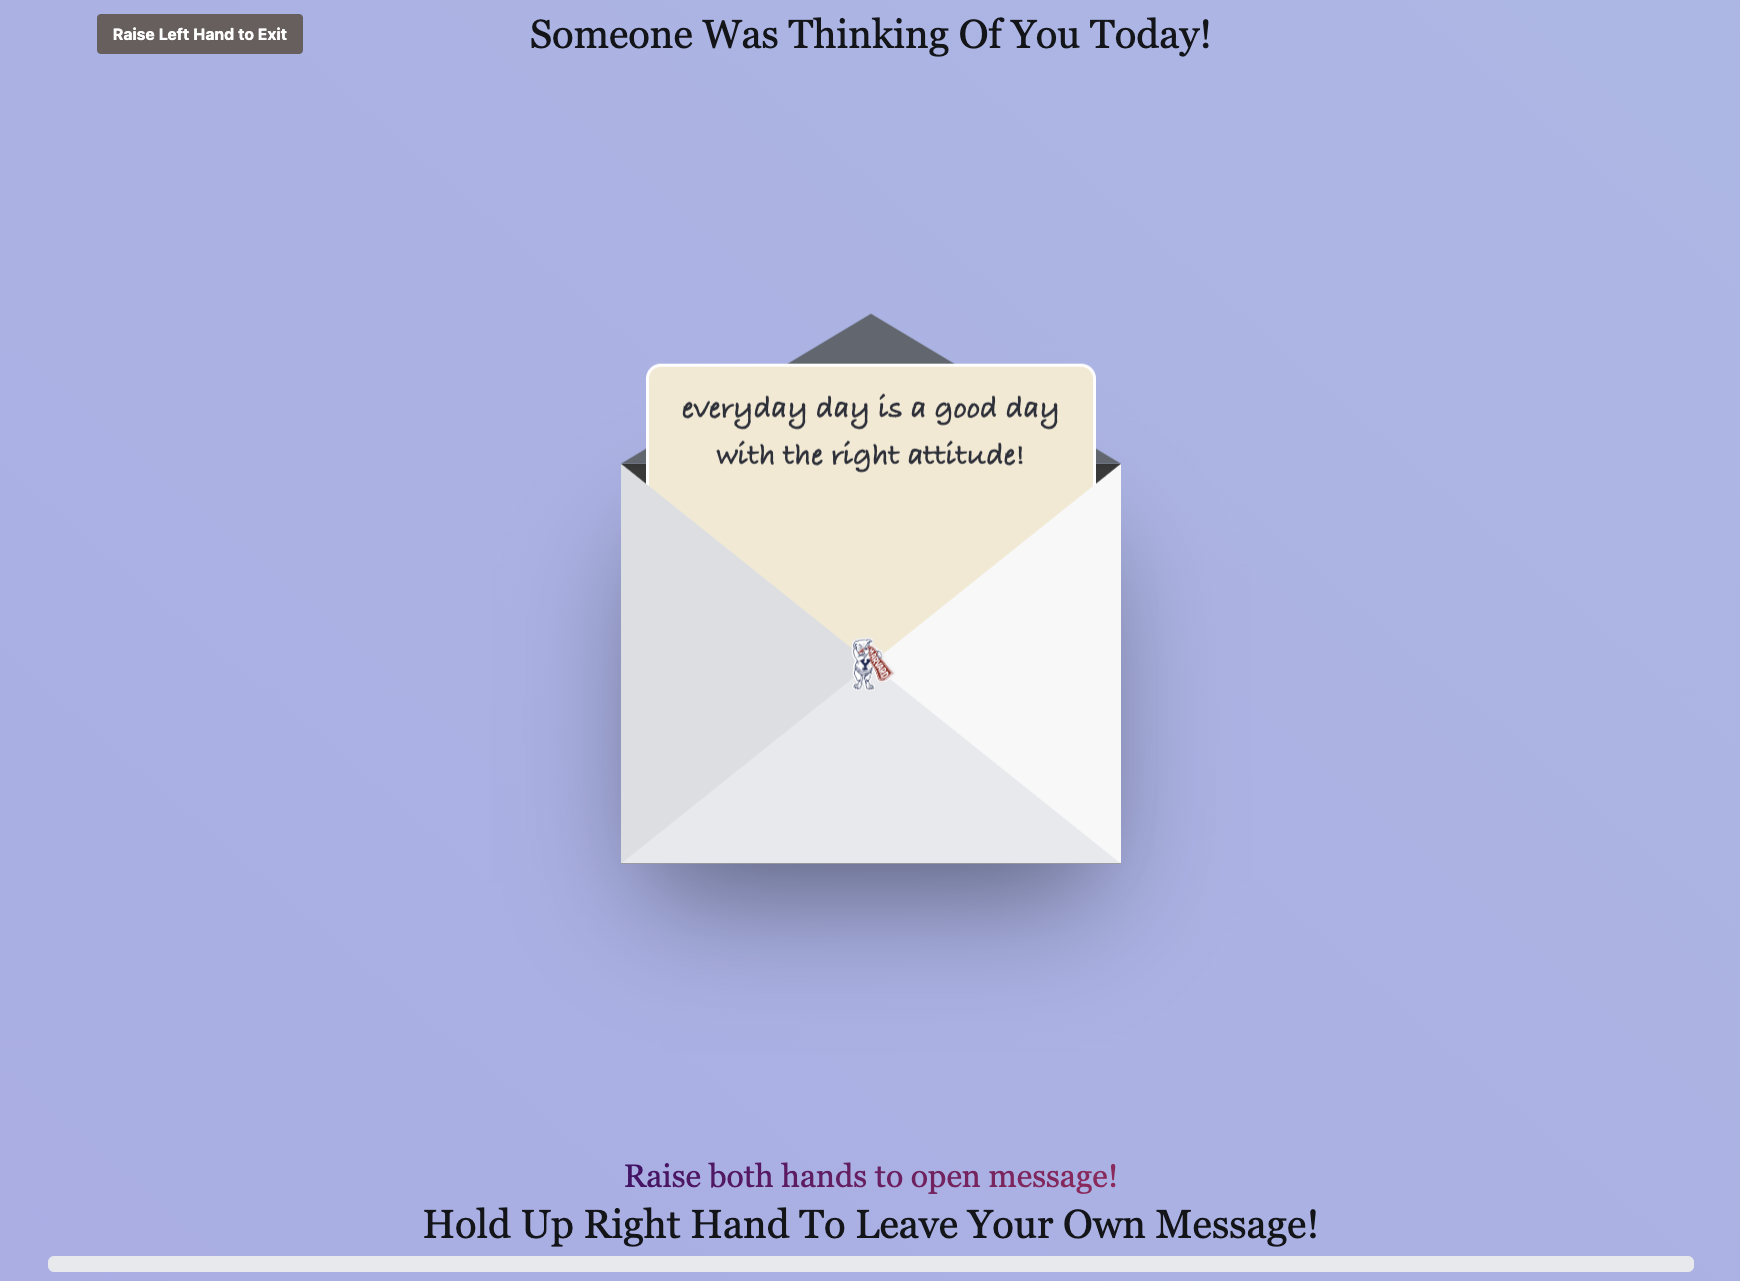 Raise Left Hand to Exit
Someone Was Thinking Of You Today!
everyday day is a good day
with the right attitude!
Raise both hands to open message!
Hold Up Right Hand To Leave Your Own Message!